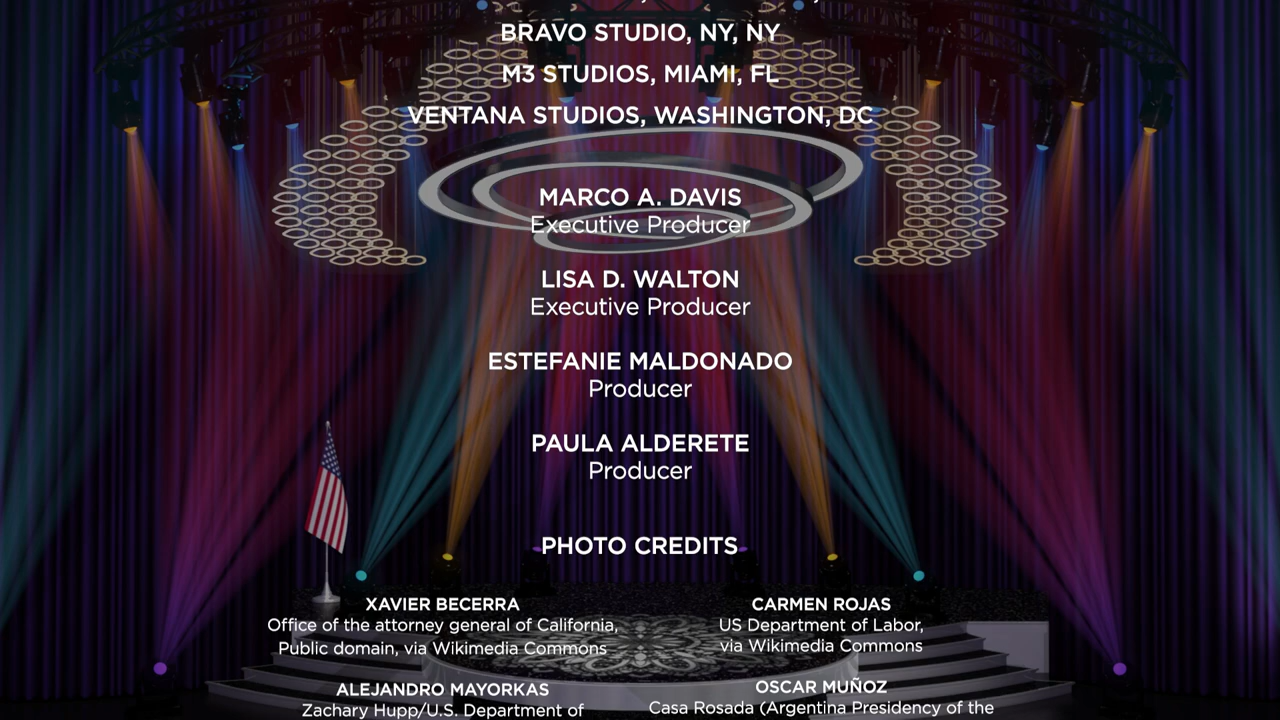 BRAVO STUDIO, NY, NY
M3 STUDIOS, MIAMI, FL
VENTANA STUDIOS, WASHINGTON, DC
MARCO A. DAVIS
Executive Producer
LISA D. WALTON
Executive Producer
ESTEFANIE MALDONADO
Producer
PAULA ALDERETE
Producer
PHOTO CREDITS
XAVIER BECERRA
Office of the attorney general of California,
Public domain, via Wikimedia Commons
CARMEN ROJAS
US Department of Labor,
via Wikimedia Commons
ALEJANDRO MAYORKAS
Zachary Hupp/U.S. Department of
OSCAR MUÑOZ
Casa Rosada (Argentina Presidency of the